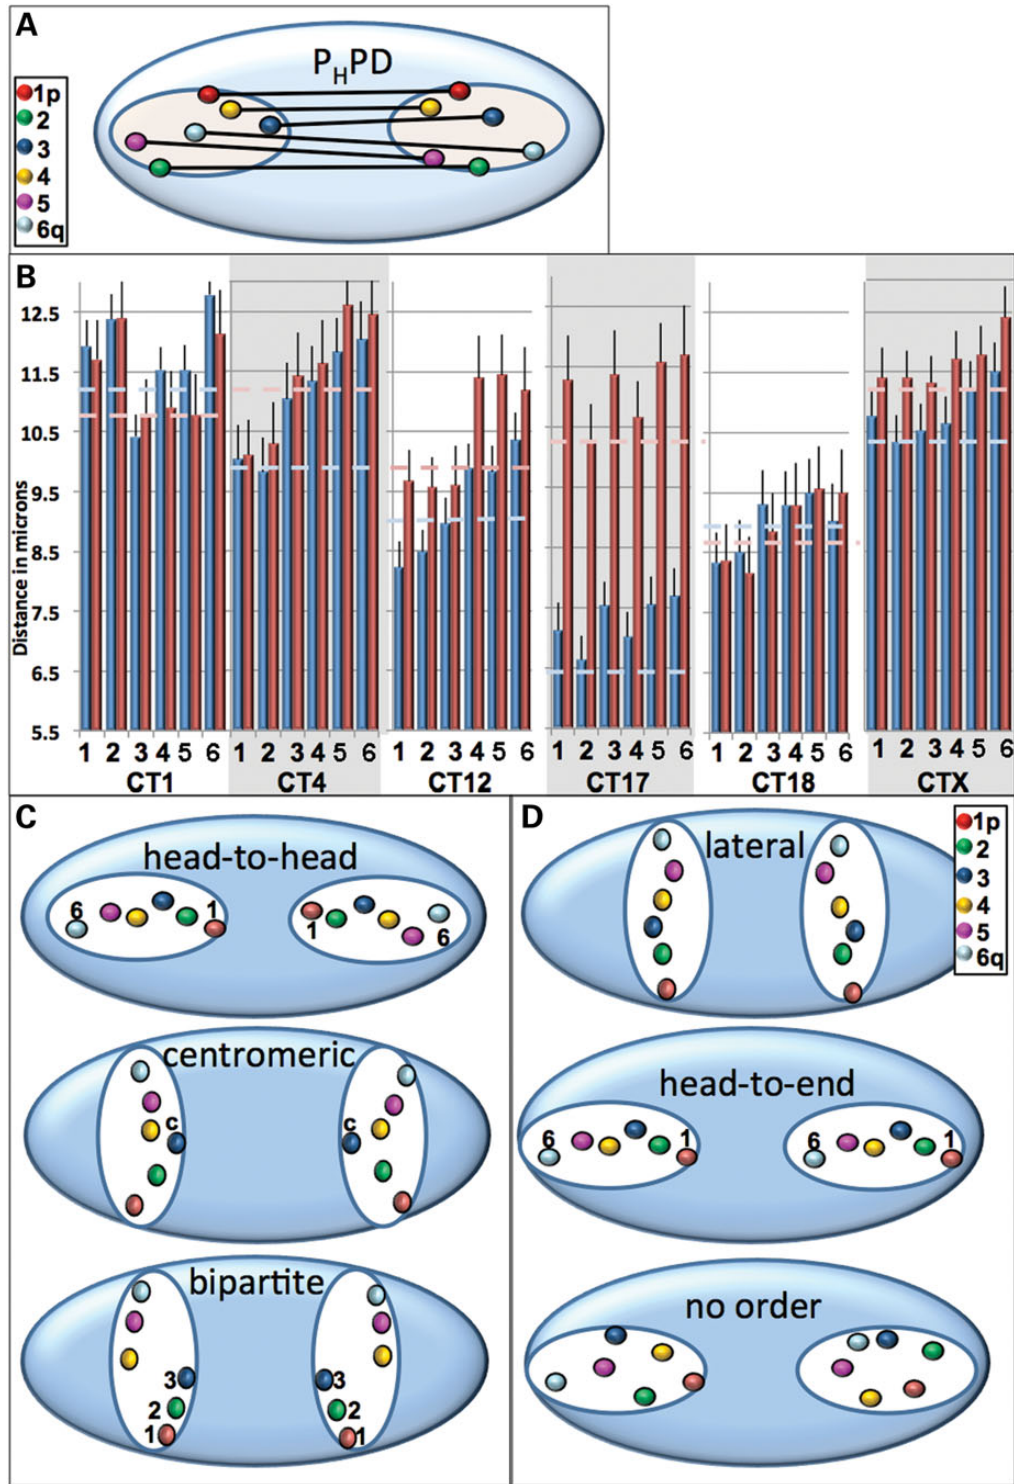 A
P_HPD
1p
2
3
4
5
6q
B
Distance in microns
12.5
11.5
10.5
9.5
8.5
7.5
6.5
5.5
1 2 3 4 5 6 1 2 3 4 5 6 1 2 3 4 5 6 1 2 3 4 5 6 1 2 3 4 5 6 1 2 3 4 5 6
CT1 CT4 CT12 CT17 CT18 CTX
C
head-to-head
6 1 1 6
centromeric
c c
bipartite
3 3
2 2
1 1
D
lateral
1p
2
3
4
5
6q
head-to-end
6 1 6 1
no order